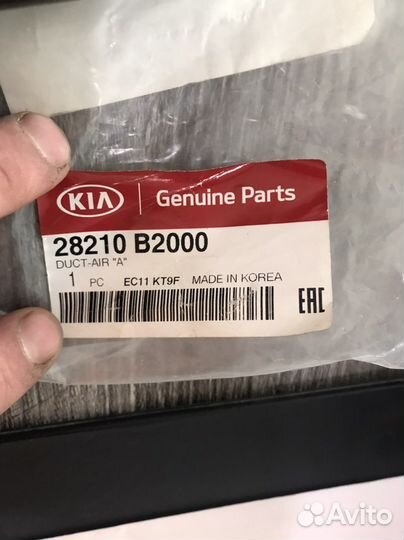 KIA Genuine Parts
28210 B2000
DUCT-AIR "A"
1 PC EC11 KT9F MADE IN KOREA
EAC
Avito